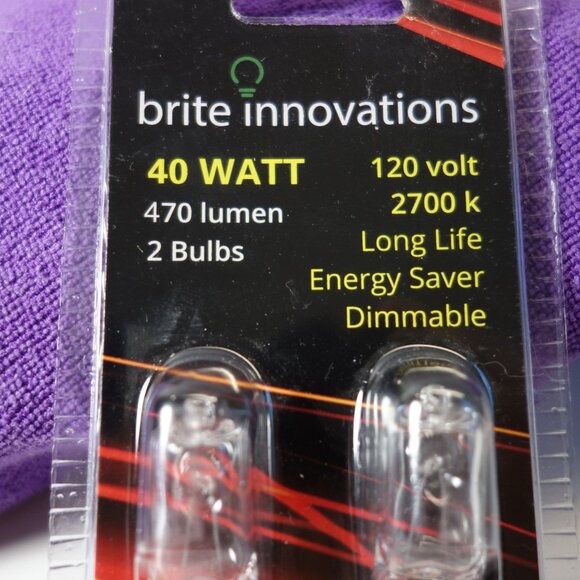 brite innovations
40 WATT
470 lumen
2 Bulbs
120 volt
2700 k
Long Life
Energy Saver
Dimmable